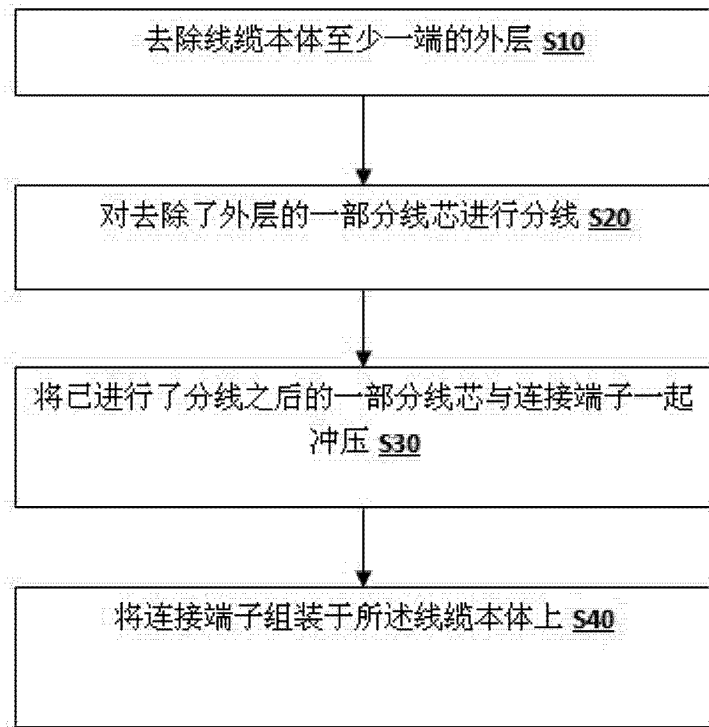 去除线缆本体至少一端的外层 S10
对去除了外层的一部分线芯进行分线 S20
将已进行了分线之后的一部分线芯与连接端子一起
冲压 S30
将连接端子组装于所述线缆本体上 S40